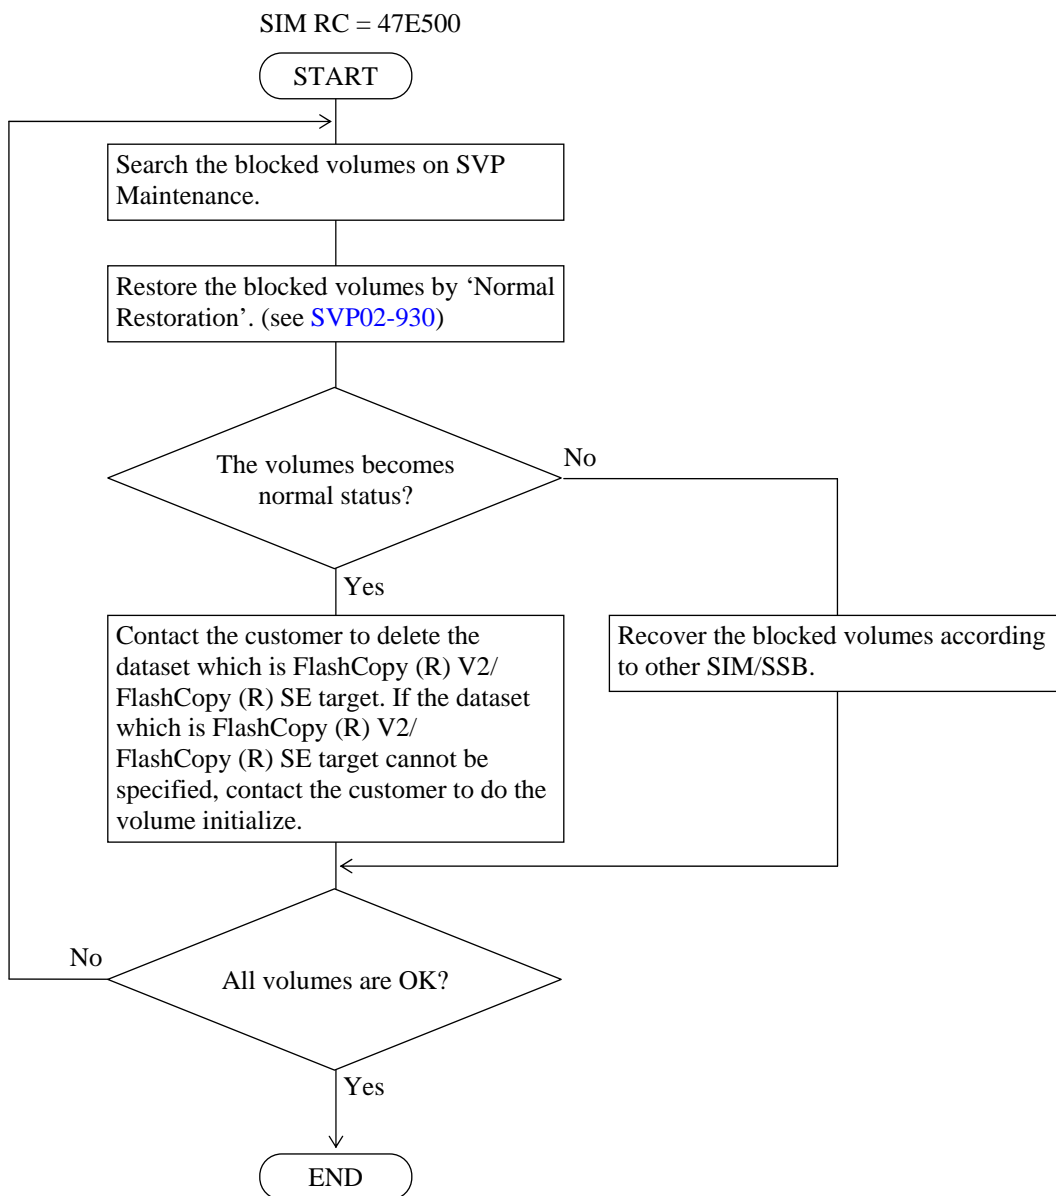 SIM RC = 47E500
START
Search the blocked volumes on SVP
Maintenance.
Restore the blocked volumes by ‘Normal
Restoration’. (see SVP02-930)
The volumes becomes
normal status?
No
Yes
Contact the customer to delete the
dataset which is FlashCopy (R) V2/
FlashCopy (R) SE target. If the dataset
which is FlashCopy (R) V2/
FlashCopy (R) SE target cannot be
specified, contact the customer to do the
volume initialize.
Recover the blocked volumes according
to other SIM/SSB.
No
All volumes are OK?
Yes
END